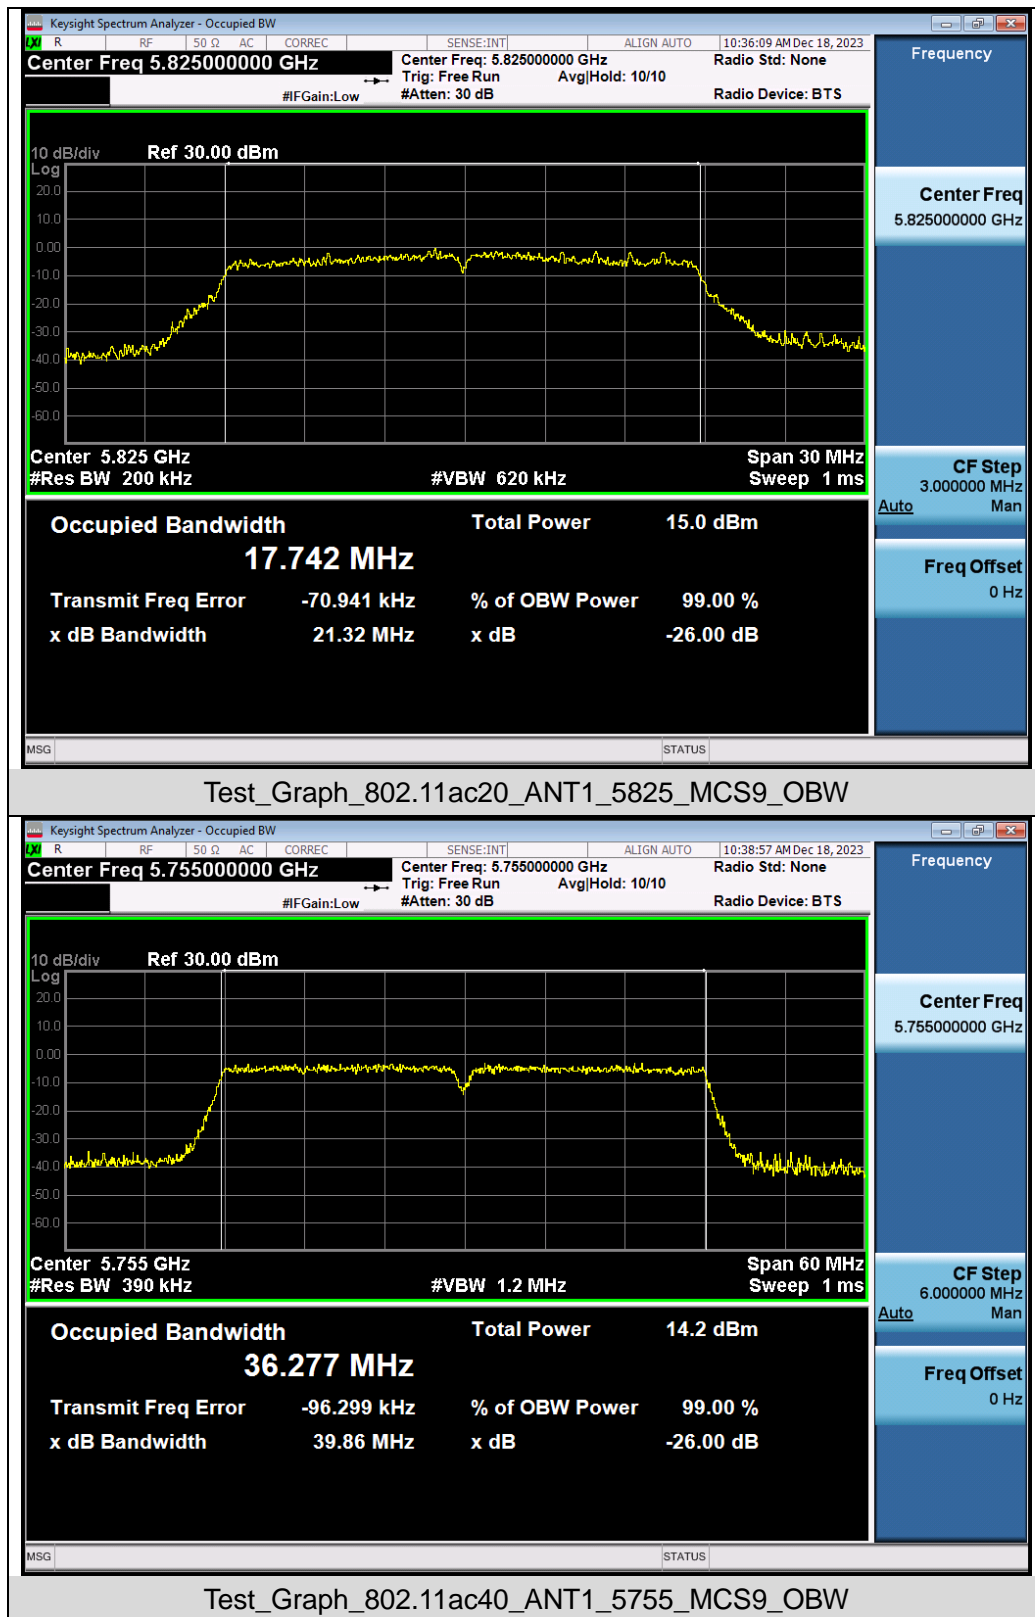 Keysight Spectrum Analyzer - Occupied BW
LXI R RF 50 Ω AC CORREC SENSE:INT ALIGN AUTO 10:36:09 AM Dec 18, 2023
Center Freq 5.825000000 GHz Center Freq: 5.825000000 GHz Radio Std: None
Trig: Free Run Avg|Hold: 10/10
#IFGain:Low #Atten: 30 dB Radio Device: BTS
10 dB/div Ref 30.00 dBm
Log
20.0
10.0
0.00
-10.0
-20.0
-30.0
-40.0
-50.0
-60.0
Center 5.825 GHz Span 30 MHz
#Res BW 200 kHz #VBW 620 kHz Sweep 1 ms
Occupied Bandwidth Total Power 15.0 dBm
17.742 MHz
Transmit Freq Error -70.941 kHz % of OBW Power 99.00 %
x dB Bandwidth 21.32 MHz x dB -26.00 dB
MSG STATUS
Frequency
Center Freq
5.825000000 GHz
CF Step
3.000000 MHz
Auto Man
Freq Offset
0 Hz
Test_Graph_802.11ac20_ANT1_5825_MCS9_OBW
Keysight Spectrum Analyzer - Occupied BW
LXI R RF 50 Ω AC CORREC SENSE:INT ALIGN AUTO 10:38:57 AM Dec 18, 2023
Center Freq 5.755000000 GHz Center Freq: 5.755000000 GHz Radio Std: None
Trig: Free Run Avg|Hold: 10/10
#IFGain:Low #Atten: 30 dB Radio Device: BTS
10 dB/div Ref 30.00 dBm
Log
20.0
10.0
0.00
-10.0
-20.0
-30.0
-40.0
-50.0
-60.0
Center 5.755 GHz Span 60 MHz
#Res BW 390 kHz #VBW 1.2 MHz Sweep 1 ms
Occupied Bandwidth Total Power 14.2 dBm
36.277 MHz
Transmit Freq Error -96.299 kHz % of OBW Power 99.00 %
x dB Bandwidth 39.86 MHz x dB -26.00 dB
MSG STATUS
Frequency
Center Freq
5.755000000 GHz
CF Step
6.000000 MHz
Auto Man
Freq Offset
0 Hz
Test_Graph_802.11ac40_ANT1_5755_MCS9_OBW